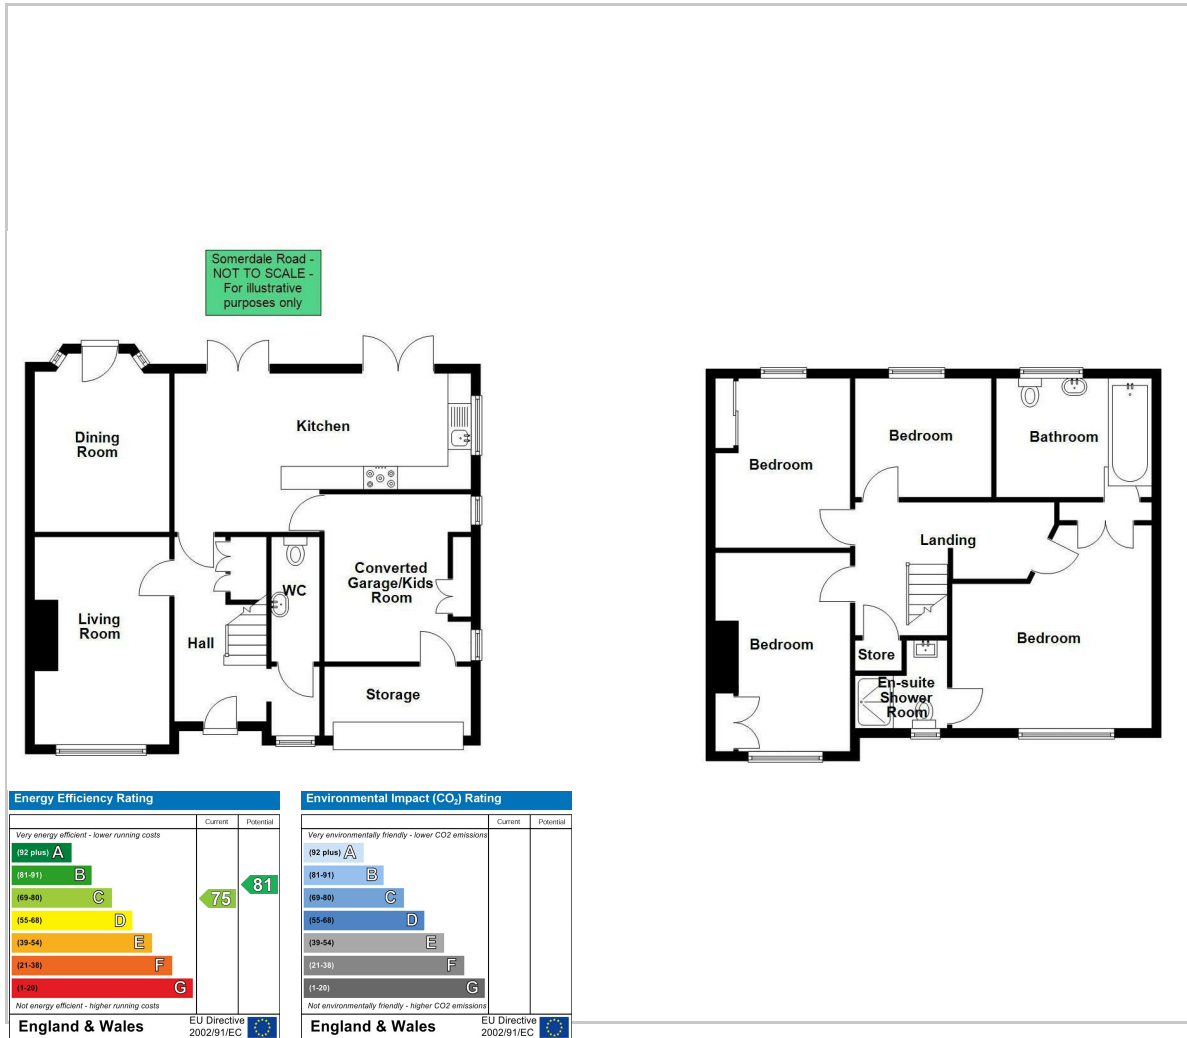 Somerdale Road -
NOT TO SCALE -
For illustrative
purposes only
Dining
Room
Kitchen
Living
Room
Hall
WC
Converted
Garage/Kids
Room
Storage
Bedroom
Bedroom
Bathroom
Landing
Bedroom
Store
En-suite
Shower
Room
Bedroom
Energy Efficiency Rating
Current
Potential
Very energy efficient - lower running costs
(92 plus) A
(81-91) B
(69-80) C
(55-68) D
(39-54) E
(21-38) F
(1-20) G
75
81
Not energy efficient - higher running costs
England & Wales
EU Directive
2002/91/EC
Environmental Impact (CO₂) Rating
Current
Potential
Very environmentally friendly - lower CO2 emissions
(92 plus) A
(81-91) B
(69-80) C
(55-68) D
(39-54) E
(21-38) F
(1-20) G
Not environmentally friendly - higher CO2 emissions
England & Wales
EU Directive
2002/91/EC